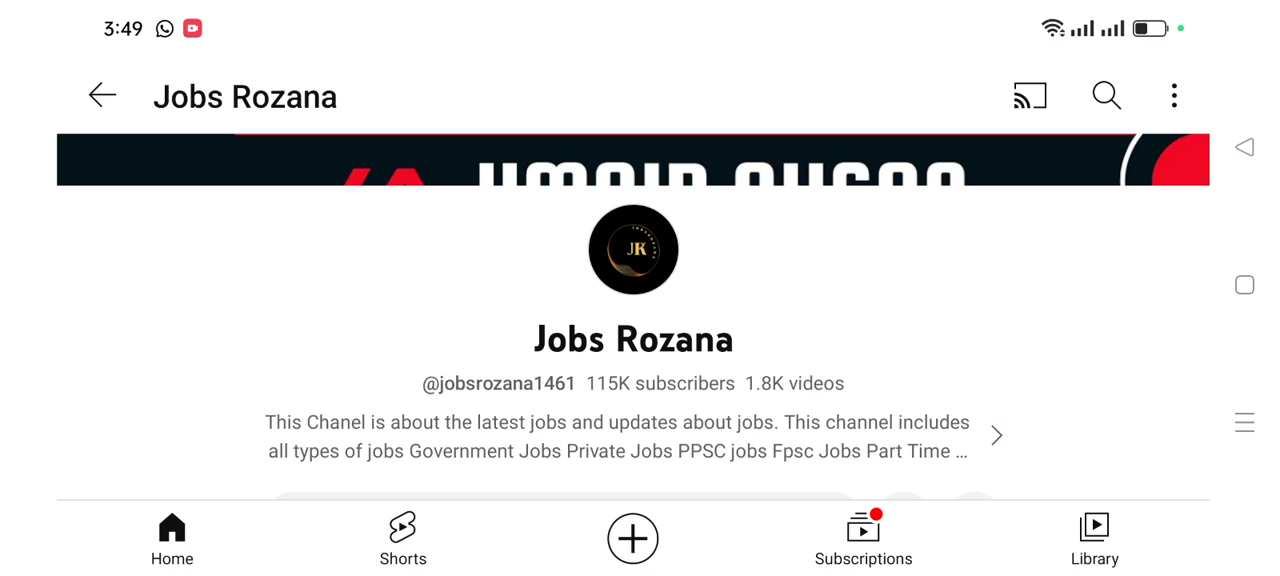 3:49
Jobs Rozana
JR
Jobs Rozana
@jobsrozana1461 115K subscribers 1.8K videos
This Chanel is about the latest jobs and updates about jobs. This channel includes
all types of jobs Government Jobs Private Jobs PPSC jobs Fpsc Jobs Part Time ...
Home Shorts Subscriptions Library